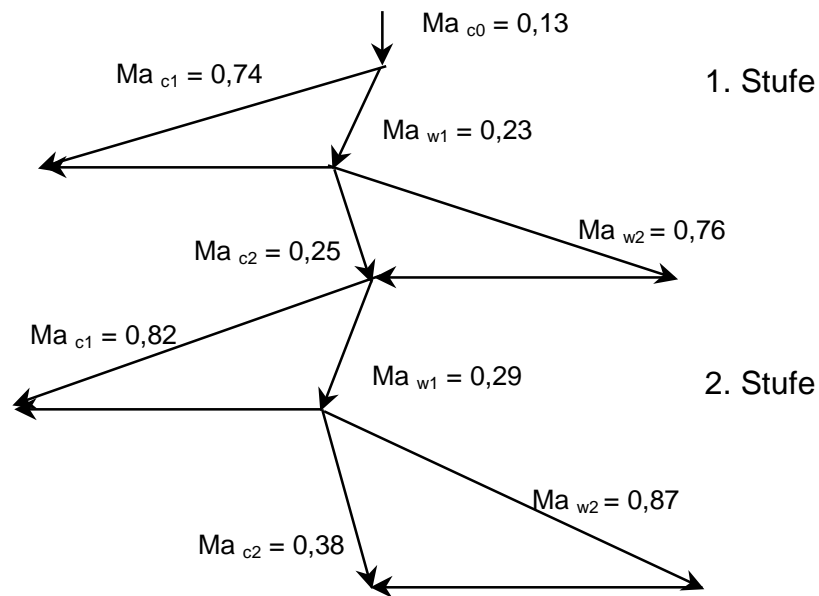 Ma c0 = 0,13
Ma c1 = 0,74
1. Stufe
Ma w1 = 0,23
Ma w2 = 0,76
Ma c2 = 0,25
Ma c1 = 0,82
Ma w1 = 0,29
2. Stufe
Ma w2 = 0,87
Ma c2 = 0,38